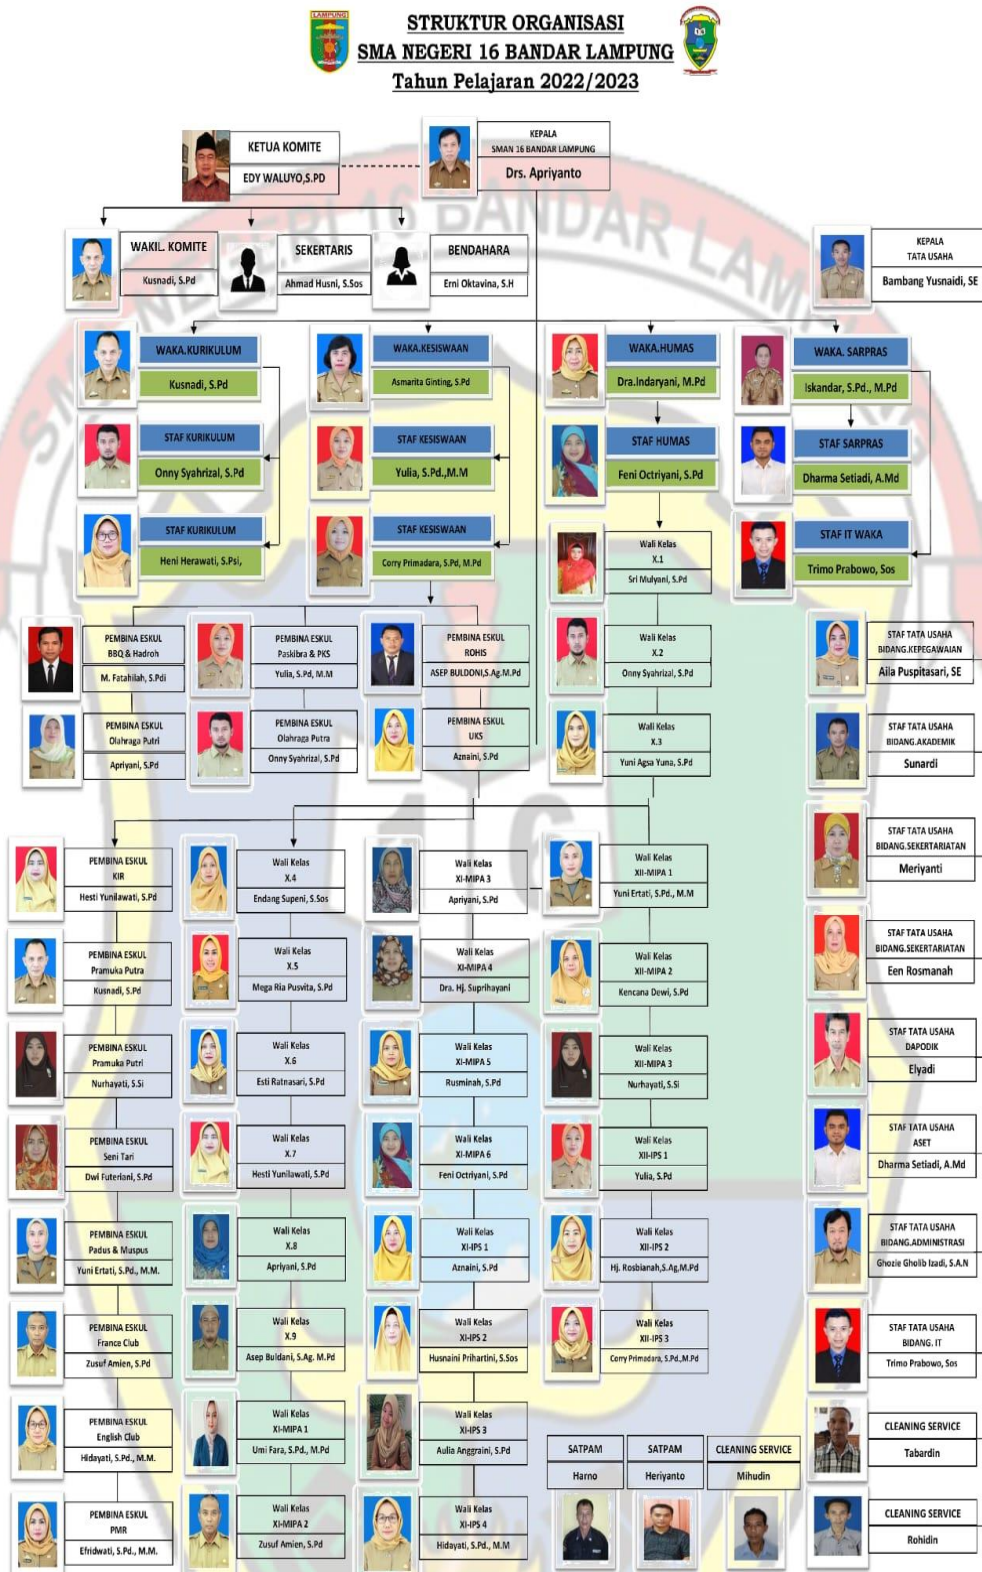 LAMPUNG
STRUKTUR ORGANISASI
SMA NEGERI 16 BANDAR LAMPUNG
Tahun Pelajaran 2022/2023
KETUA KOMITE
EDY WALUYO,S.PD
KEPALA
SMAN 16 BANDAR LAMPUNG
Drs. Apriyanto
WAKIL. KOMITE
Kusnadi, S.Pd
SEKERTARIS
Ahmad Husni, S.Sos
BENDAHARA
Erni Oktavina, S.H
KEPALA
TATA USAHA
Bambang Yusnaidi, SE
WAKA.KURIKULUM
Kusnadi, S.Pd
WAKA.KESISWAAN
Asmarita Ginting, S.Pd
WAKA.HUMAS
Dra.Indaryani, M.Pd
WAKA. SARPRAS
Iskandar, S.Pd., M.Pd
STAF KURIKULUM
Onny Syahrizal, S.Pd
STAF KESISWAAN
Yulia, S.Pd.,M.M
STAF HUMAS
Feni Octriyani, S.Pd
STAF SARPRAS
Dharma Setiadi, A.Md
STAF KURIKULUM
Heni Herawati, S.Psi,
STAF KESISWAAN
Corry Primadara, S.Pd, M.Pd
Wali Kelas
X.1
Sri Mulyani, S.Pd
STAF IT WAKA
Trimo Prabowo, Sos
PEMBINA ESKUL
BBQ & Hadroh
M. Fatahilah, S.Pdi
PEMBINA ESKUL
Paskibra & PKS
Yulia, S.Pd, M.M
PEMBINA ESKUL
ROHIS
ASEP BULDONI,S.Ag.M.Pd
Wali Kelas
X.2
Onny Syahrizal, S.Pd
STAF TATA USAHA
BIDANG.KEPEGAWAIAN
Aila Puspitasari, SE
PEMBINA ESKUL
Olahraga Putri
Apriyani, S.Pd
PEMBINA ESKUL
Olahraga Putra
Onny Syahrizal, S.Pd
PEMBINA ESKUL
UKS
Aznaini, S.Pd
Wali Kelas
X.3
Yuni Agsa Yuna, S.Pd
STAF TATA USAHA
BIDANG.AKADEMIK
Sunardi
PEMBINA ESKUL
KIR
Hesti Yunilawati, S.Pd
Wali Kelas
X.4
Endang Supeni, S.Sos
Wali Kelas
XI-MIPA 3
Apriyani, S.Pd
Wali Kelas
XII-MIPA 1
Yuni Ertati, S.Pd., M.M
STAF TATA USAHA
BIDANG.SEKERTARIATAN
Meriyanti
PEMBINA ESKUL
Pramuka Putra
Kusnadi, S.Pd
Wali Kelas
X.5
Mega Ria Pusvita, S.Pd
Wali Kelas
XI-MIPA 4
Dra. Hj. Suprihayani
Wali Kelas
XII-MIPA 2
Kencana Dewi, S.Pd
STAF TATA USAHA
BIDANG.SEKERTARIATAN
Een Rosmanah
PEMBINA ESKUL
Pramuka Putri
Nurhayati, S.Si
Wali Kelas
X.6
Esti Ratnasari, S.Pd
Wali Kelas
XI-MIPA 5
Rusminah, S.Pd
Wali Kelas
XII-MIPA 3
Nurhayati, S.Si
STAF TATA USAHA
DAPODIK
Elyadi
PEMBINA ESKUL
Seni Tari
Dwi Futeriani, S.Pd
Wali Kelas
X.7
Hesti Yunilawati, S.Pd
Wali Kelas
X-MIPA 6
Feni Octriyani, S.Pd
Wali Kelas
XII-IPS 1
Yulia, S.Pd
STAF TATA USAHA
ASET
Dharma Setiadi, A.Md
PEMBINA ESKUL
Padus & Muspus
Yuni Ertati, S.Pd., M.M.
Wali Kelas
X.8
Apriyani, S.Pd
Wali Kelas
XI-IPS 1
Aznaini, S.Pd
Wali Kelas
XII-IPS 2
Hj. Rosbianah,S.Ag,M.Pd
STAF TATA USAHA
BIDANG.ADMINISTRASI
Ghozie Gholib Izadi, S.A.N
PEMBINA ESKUL
France Club
Zusuf Amien, S.Pd
Wali Kelas
X.9
Asep Buldani, S.Ag. M.Pd
Wali Kelas
XI-IPS 2
Husnaini Prihartini, S.Sos
Wali Kelas
XII-IPS 3
Corry Primadara, S.Pd.,M.Pd
STAF TATA USAHA
BIDANG. IT
Trimo Prabowo, Sos
PEMBINA ESKUL
English Club
Hidayati, S.Pd., M.M.
Wali Kelas
XI-MIPA 1
Umi Fara, S.Pd., M.Pd
Wali Kelas
XI-IPS 3
Aulia Anggraini, S.Pd
SATPAM
Harno
SATPAM
Heriyanto
CLEANING SERVICE
Mihudin
CLEANING SERVICE
Tabardin
PEMBINA ESKUL
PMR
Efridwati, S.Pd., M.M.
Wali Kelas
XI-MIPA 2
Zusuf Amien, S.Pd
Wali Kelas
XI-IPS 4
Hidayati, S.Pd., M.M
CLEANING SERVICE
Rohidin
SMA NEGERI 16 BANDAR LAMPUNG
16